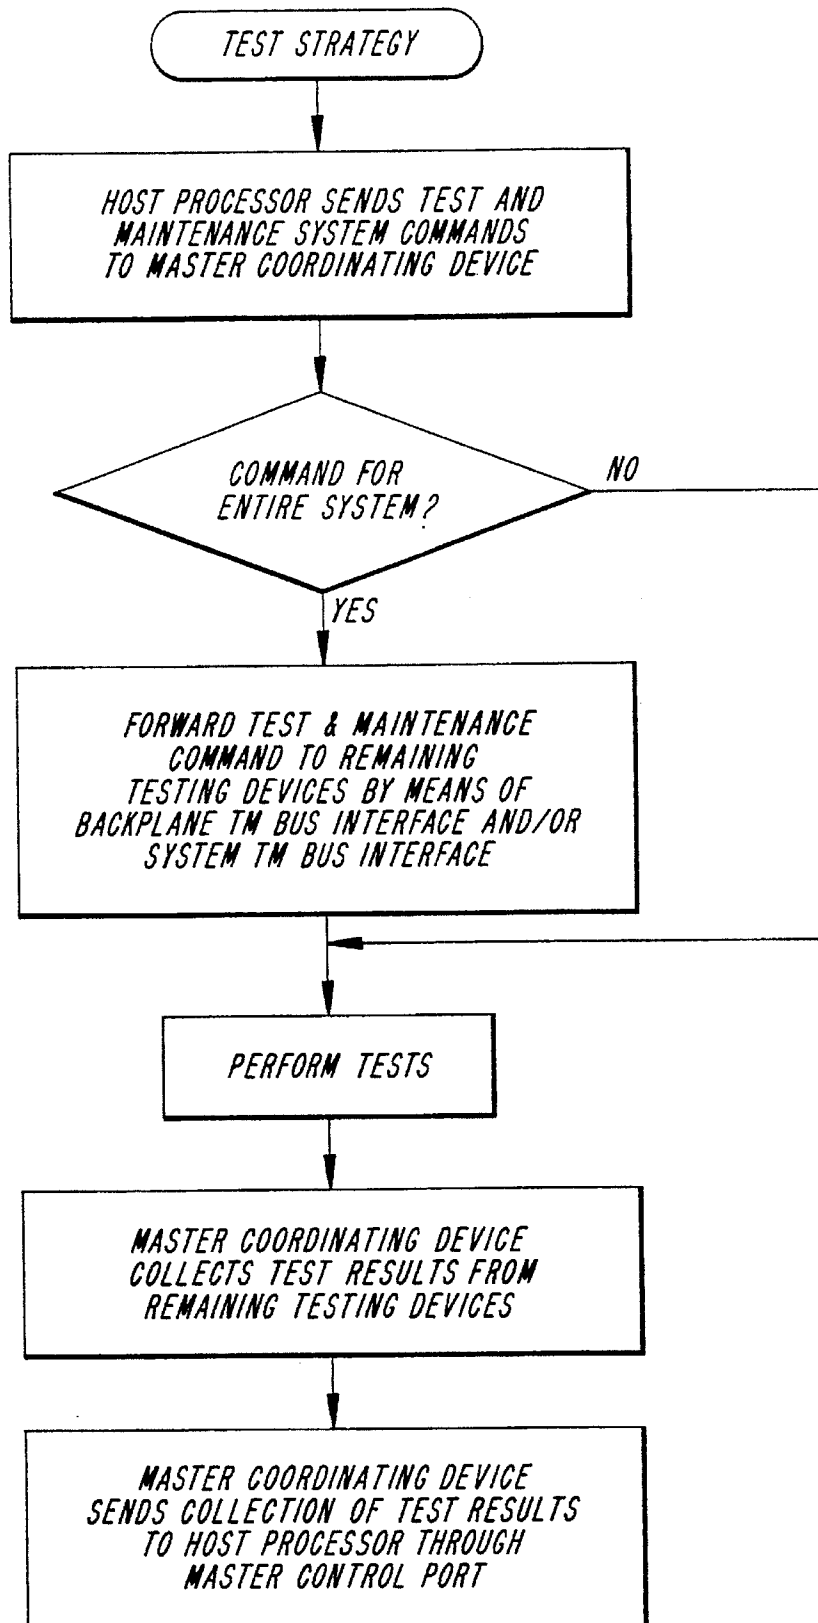 TEST STRATEGY
HOST PROCESSOR SENDS TEST AND
MAINTENANCE SYSTEM COMMANDS
TO MASTER COORDINATING DEVICE
COMMAND FOR
ENTIRE SYSTEM?
NO
YES
FORWARD TEST & MAINTENANCE
COMMAND TO REMAINING
TESTING DEVICES BY MEANS OF
BACKPLANE TM BUS INTERFACE AND/OR
SYSTEM TM BUS INTERFACE
PERFORM TESTS
MASTER COORDINATING DEVICE
COLLECTS TEST RESULTS FROM
REMAINING TESTING DEVICES
MASTER COORDINATING DEVICE
SENDS COLLECTION OF TEST RESULTS
TO HOST PROCESSOR THROUGH
MASTER CONTROL PORT